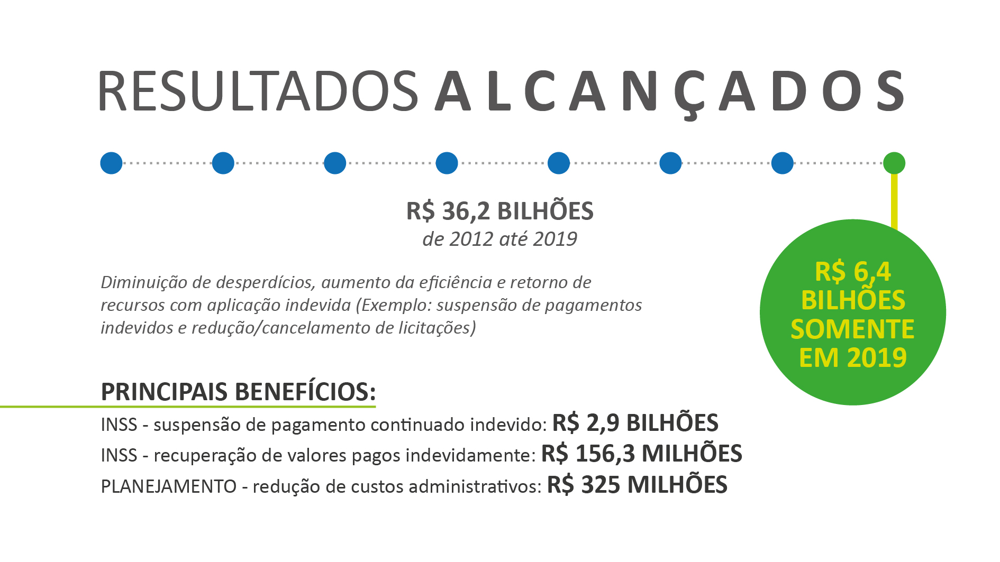 RESULTADOS ALCANÇADOS
R$ 36,2 BILHÕES
de 2012 até 2019
Diminuição de desperdícios, aumento da eficiência e retorno de
recursos com aplicação indevida (Exemplo: suspensão de pagamentos
indevidos e redução/cancelamento de licitações)
R$ 6,4
BILHÕES
SOMENTE
EM 2019
PRINCIPAIS BENEFÍCIOS:
INSS - suspensão de pagamento continuado indevido: R$ 2,9 BILHÕES
INSS - recuperação de valores pagos indevidamente: R$ 156,3 MILHÕES
PLANEJAMENTO - redução de custos administrativos: R$ 325 MILHÕES